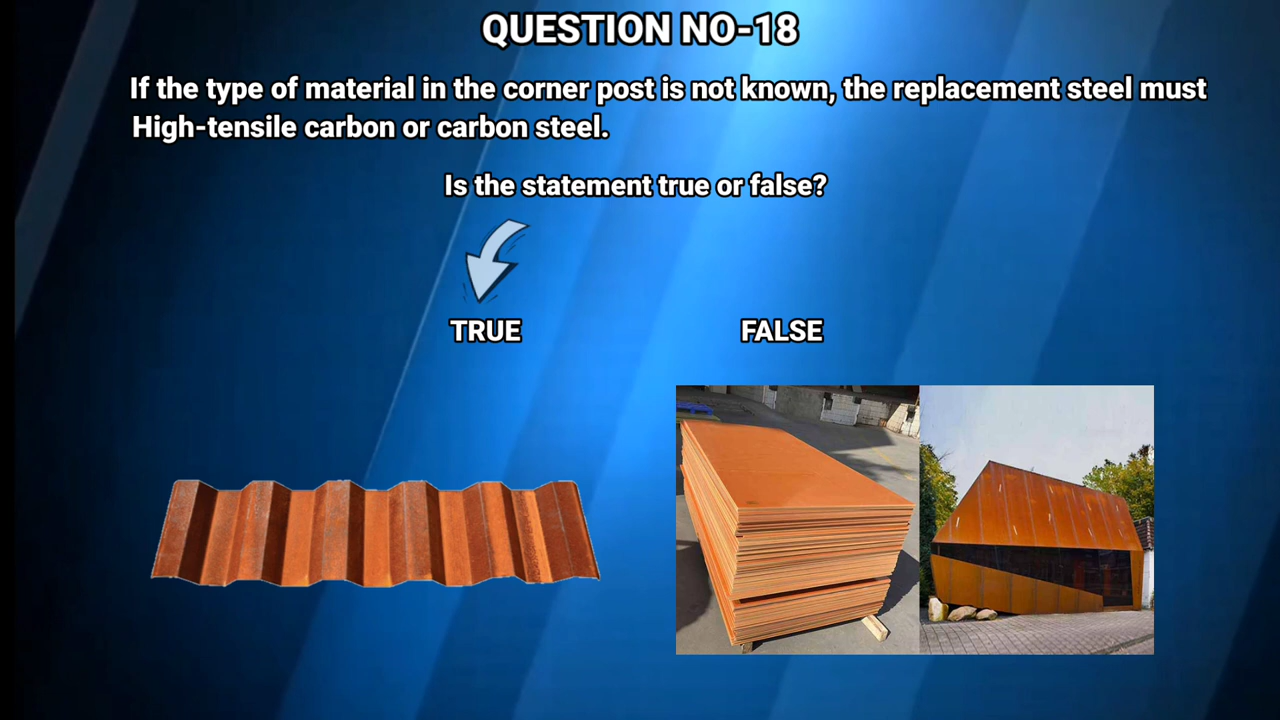 QUESTION NO-18
If the type of material in the corner post is not known, the replacement steel must
High-tensile carbon or carbon steel.
Is the statement true or false?
TRUE FALSE